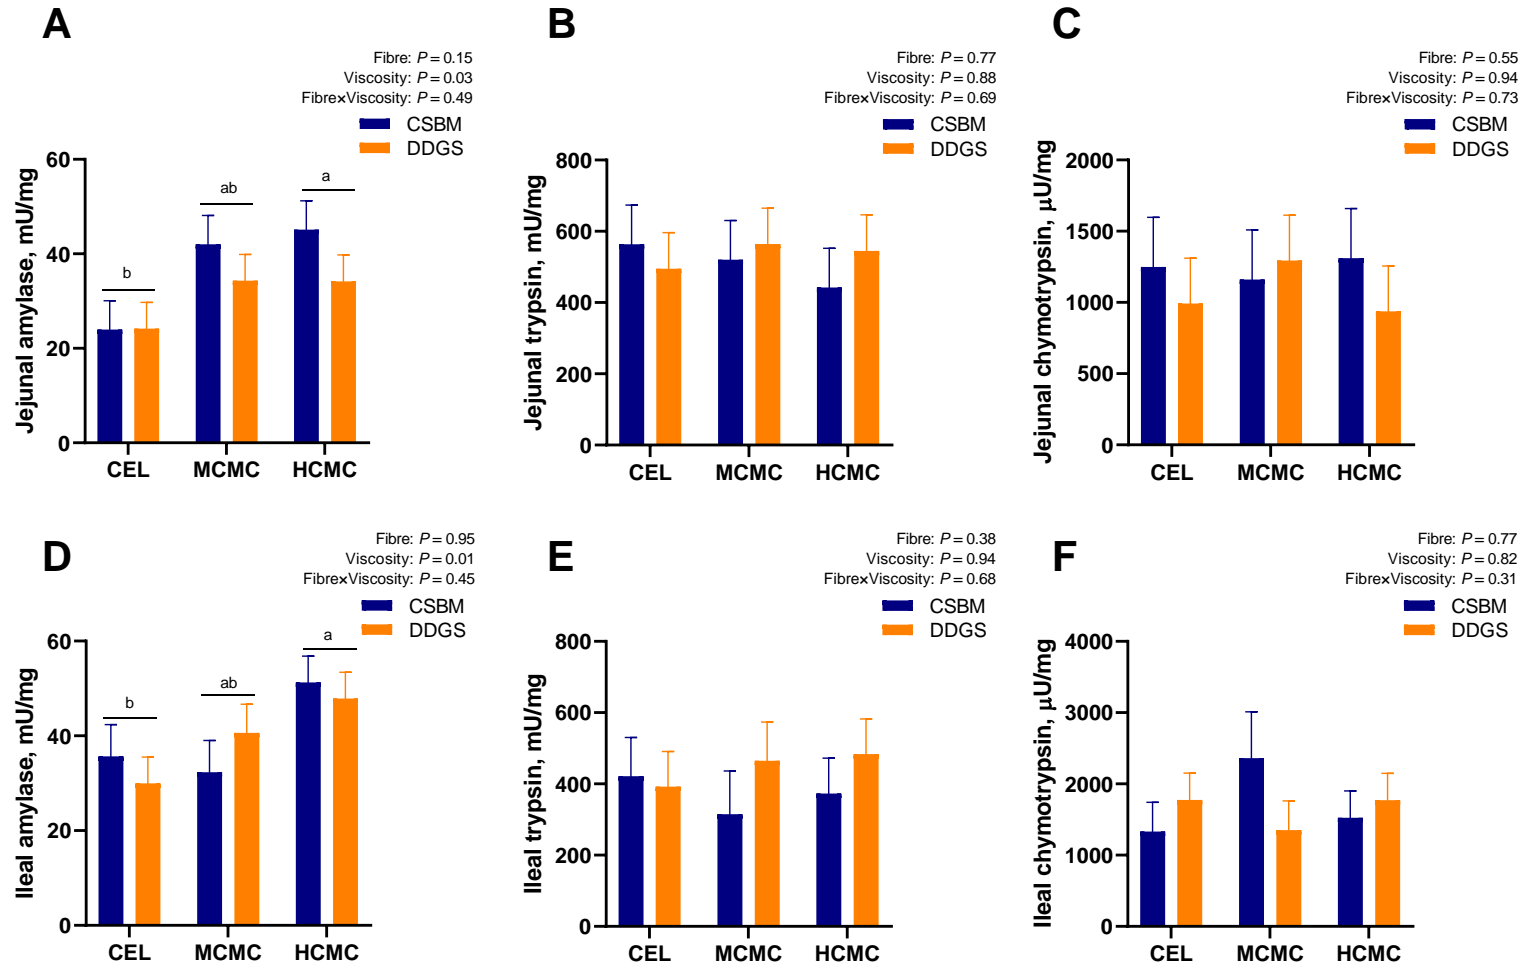 A
Fibre: P = 0.15
Viscosity: P = 0.03
Fibre×Viscosity: P = 0.49
CSBM
DDGS
Jejunal amylase, mU/mg
60
40
20
0
b
ab
a
CEL
MCMC
HCMC
B
Fibre: P = 0.77
Viscosity: P = 0.88
Fibre×Viscosity: P = 0.69
CSBM
DDGS
Jejunal trypsin, mU/mg
800
600
400
200
0
CEL
MCMC
HCMC
C
Fibre: P = 0.55
Viscosity: P = 0.94
Fibre×Viscosity: P = 0.73
CSBM
DDGS
Jejunal chymotrypsin, μU/mg
2000
1500
1000
500
0
CEL
MCMC
HCMC
D
Fibre: P = 0.95
Viscosity: P = 0.01
Fibre×Viscosity: P = 0.45
CSBM
DDGS
Ileal amylase, mU/mg
60
40
20
0
b
ab
a
CEL
MCMC
HCMC
E
Fibre: P = 0.38
Viscosity: P = 0.94
Fibre×Viscosity: P = 0.68
CSBM
DDGS
Ileal trypsin, mU/mg
800
600
400
200
0
CEL
MCMC
HCMC
F
Fibre: P = 0.77
Viscosity: P = 0.82
Fibre×Viscosity: P = 0.31
CSBM
DDGS
Ileal chymotrypsin, μU/mg
4000
3000
2000
1000
0
CEL
MCMC
HCMC